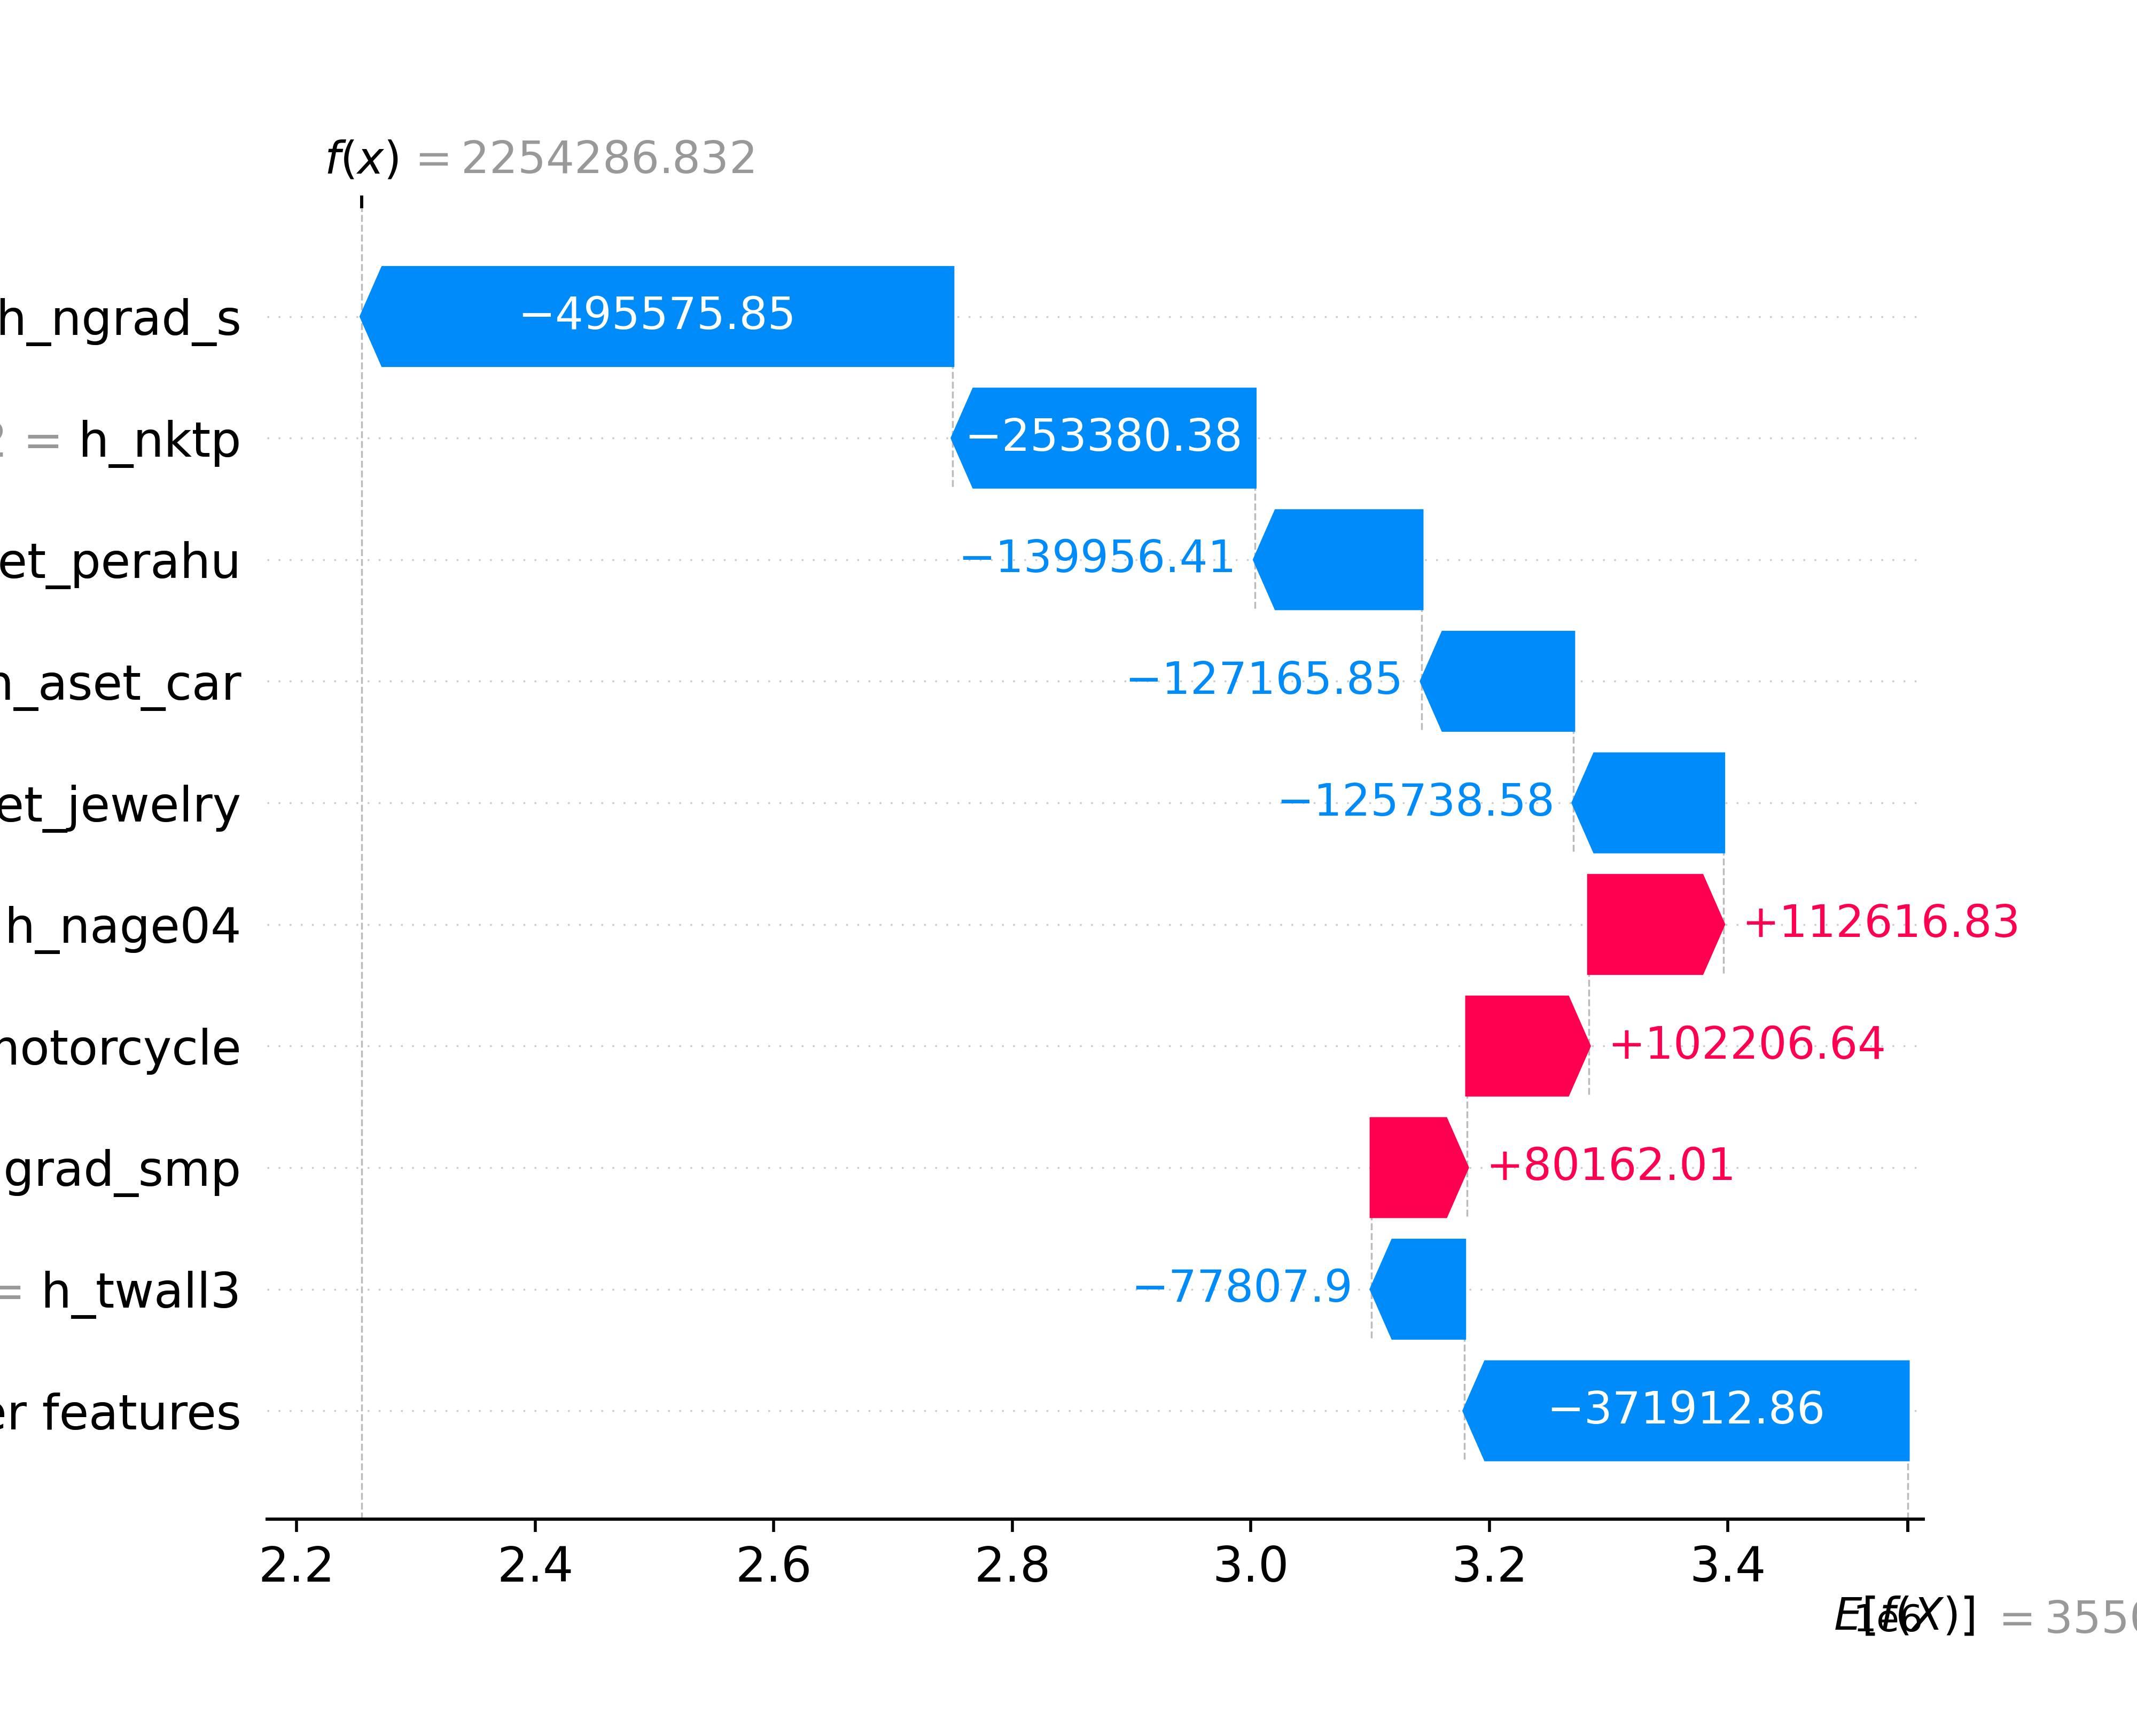 f(x) = 2254286.832
h_ngrad_s −495575.85
= h_nktp −253380.38
et_perahu −139956.41
_aset_car −127165.85
et_jewelry −125738.58
h_nage04 +112616.83
otorcycle +102206.64
grad_smp +80162.01
= h_twall3 −77807.9
er features −371912.86
2.2 2.4 2.6 2.8 3.0 3.2 3.4
E[f(X)] = 355
1e6